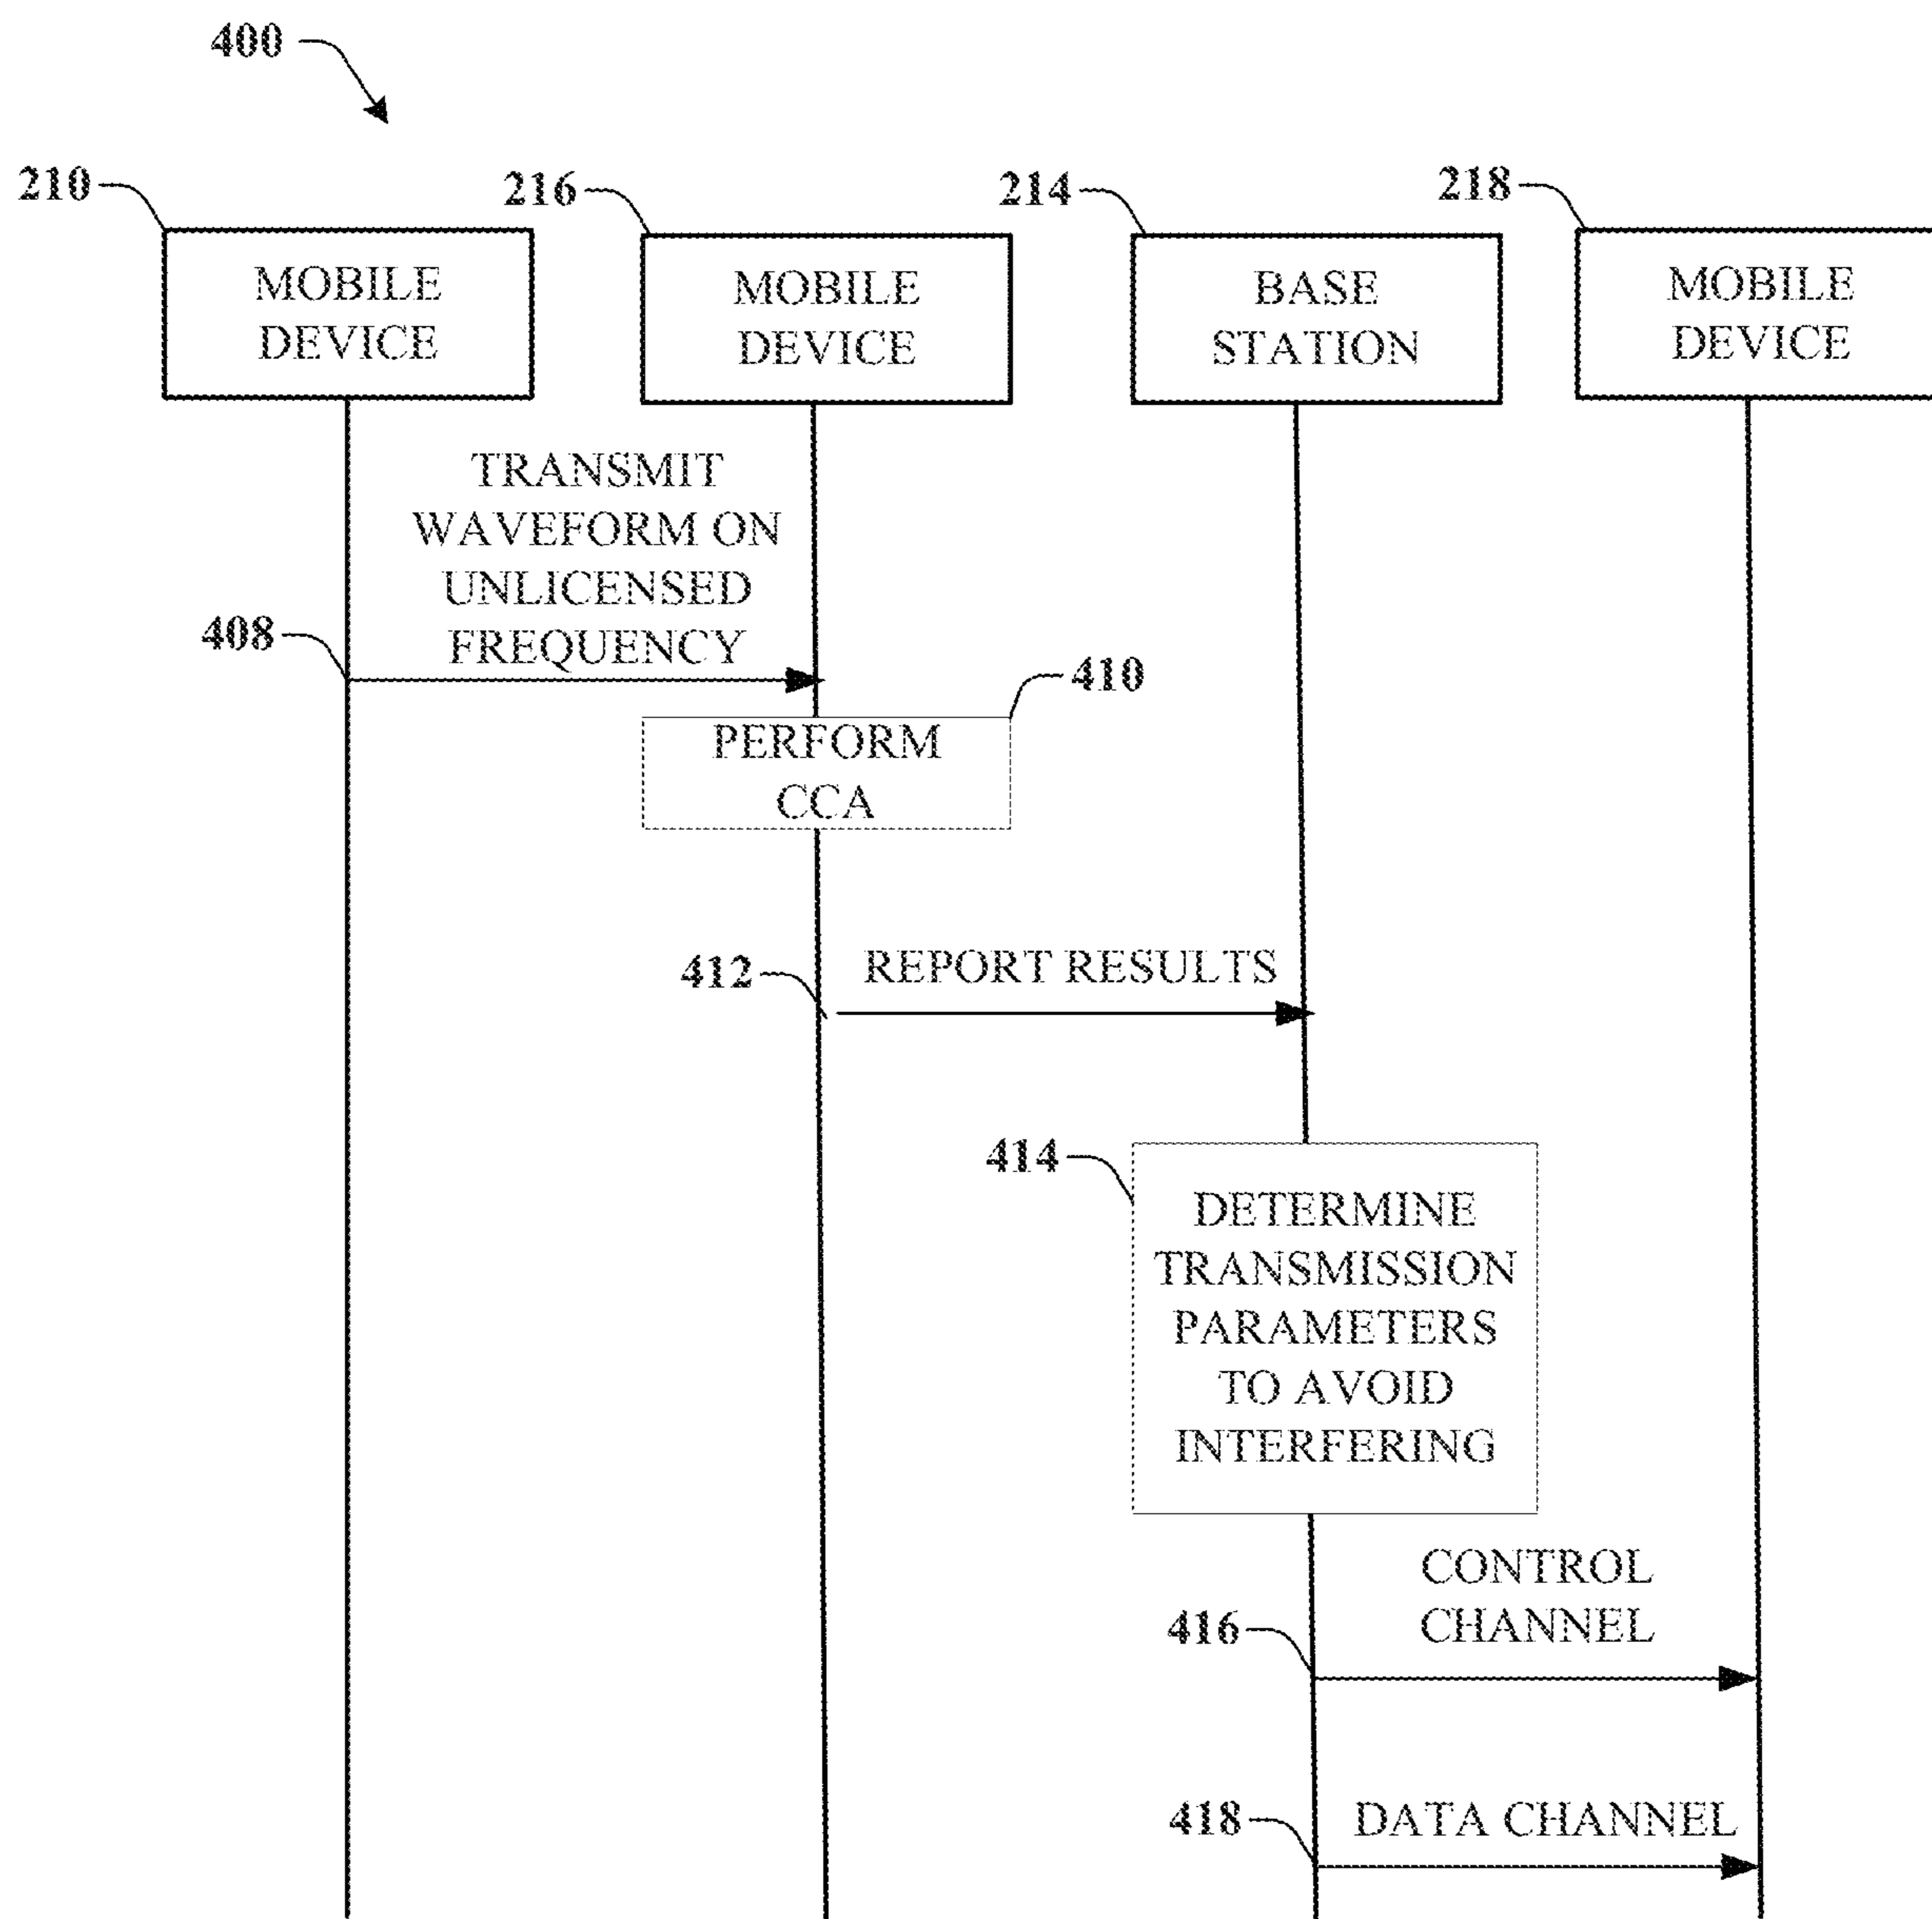 400
210
216
214
218
MOBILE
DEVICE
MOBILE
DEVICE
BASE
STATION
MOBILE
DEVICE
TRANSMIT
WAVEFORM ON
UNLICENSED
FREQUENCY
408
410
PERFORM
CCA
412
REPORT RESULTS
414
DETERMINE
TRANSMISSION
PARAMETERS
TO AVOID
INTERFERING
CONTROL
CHANNEL
416
418
DATA CHANNEL